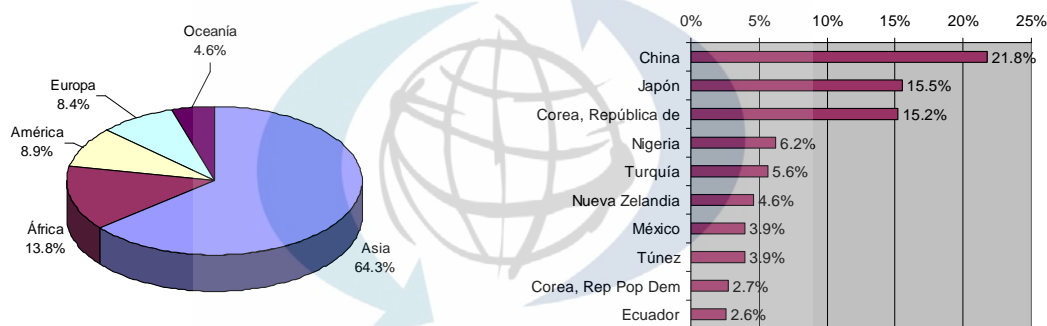 Oceanía
4.6%
Europa
8.4%
América
8.9%
África
13.8%
Asia
64.3%
0% 5% 10% 15% 20% 25%
China 21.8%
Japón 15.5%
Corea, República de 15.2%
Nigeria 6.2%
Turquía 5.6%
Nueva Zelandia 4.6%
México 3.9%
Túnez 3.9%
Corea, Rep Pop Dem 2.7%
Ecuador 2.6%